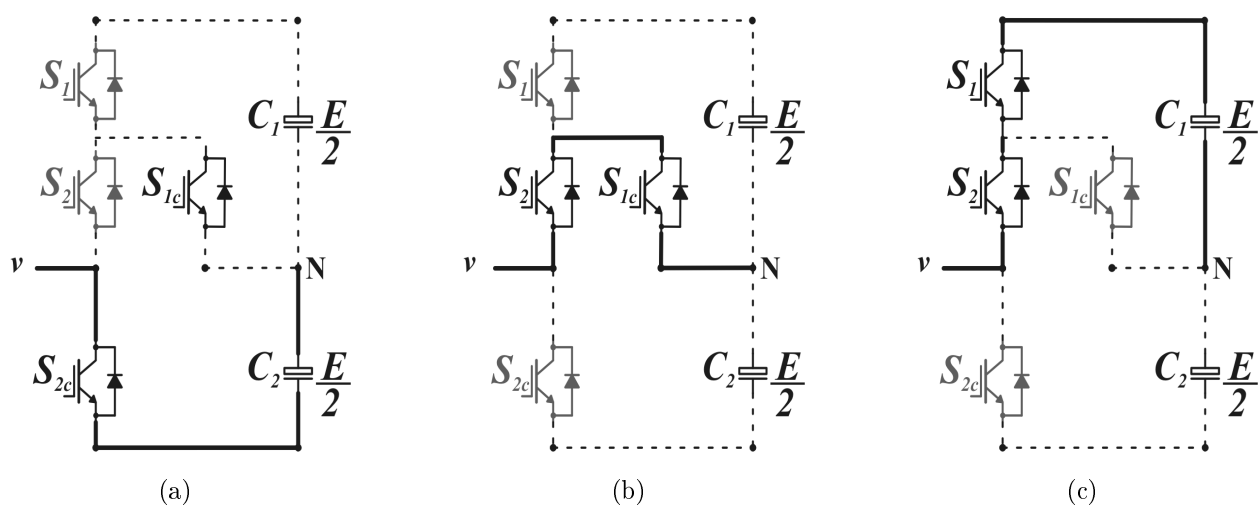 S1
C1 E/2
S2 S1c
v N
S2c C2 E/2
(a)
S1
C1 E/2
S2 S1c
v N
S2c C2 E/2
(b)
S1
C1 E/2
S2 S1c
v N
S2c C2 E/2
(c)